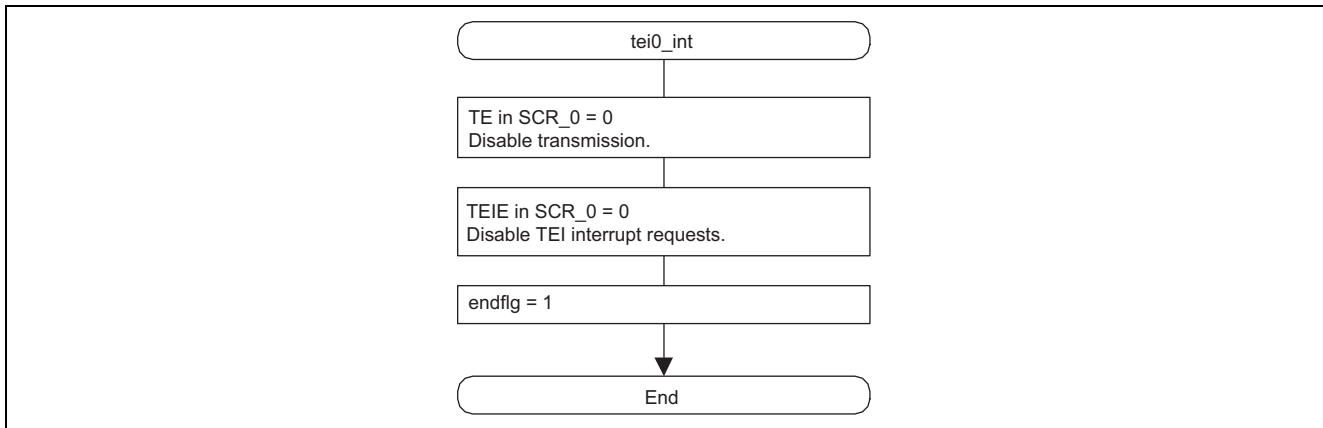 tei0_int
TE in SCR_0 = 0
Disable transmission.
TEIE in SCR_0 = 0
Disable TEI interrupt requests.
endflg = 1
End